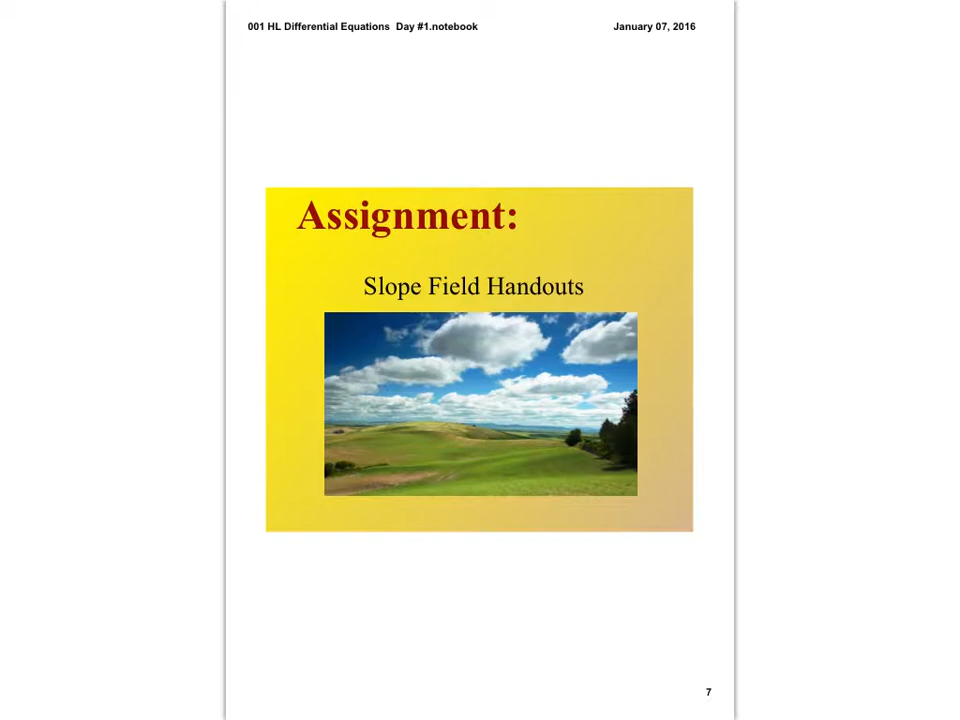 001 HL Differential Equations  Day #1.notebook
January 07, 2016
Assignment:
Slope Field Handouts
7